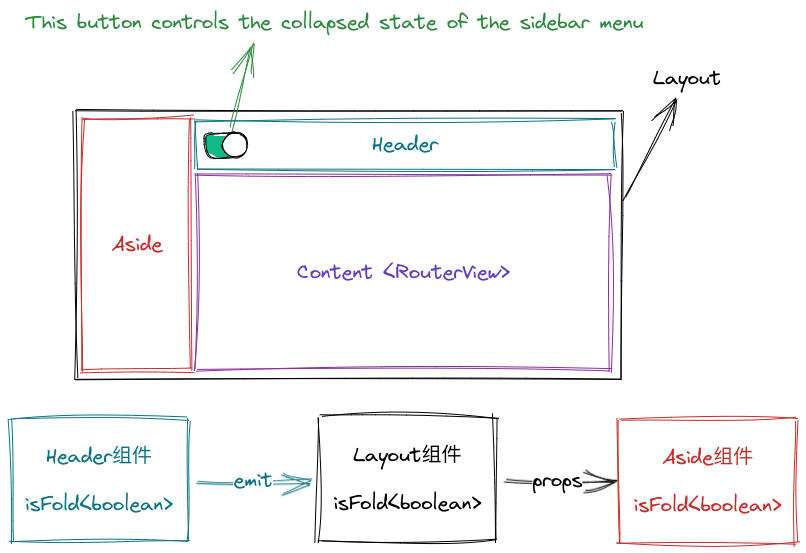 This button controls the collapsed state of the sidebar menu
Layout
Header
Aside
Content <RouterView>
Header组件
isFold<boolean>
emit
Layout组件
isFold<boolean>
props
Aside组件
isFold<boolean>